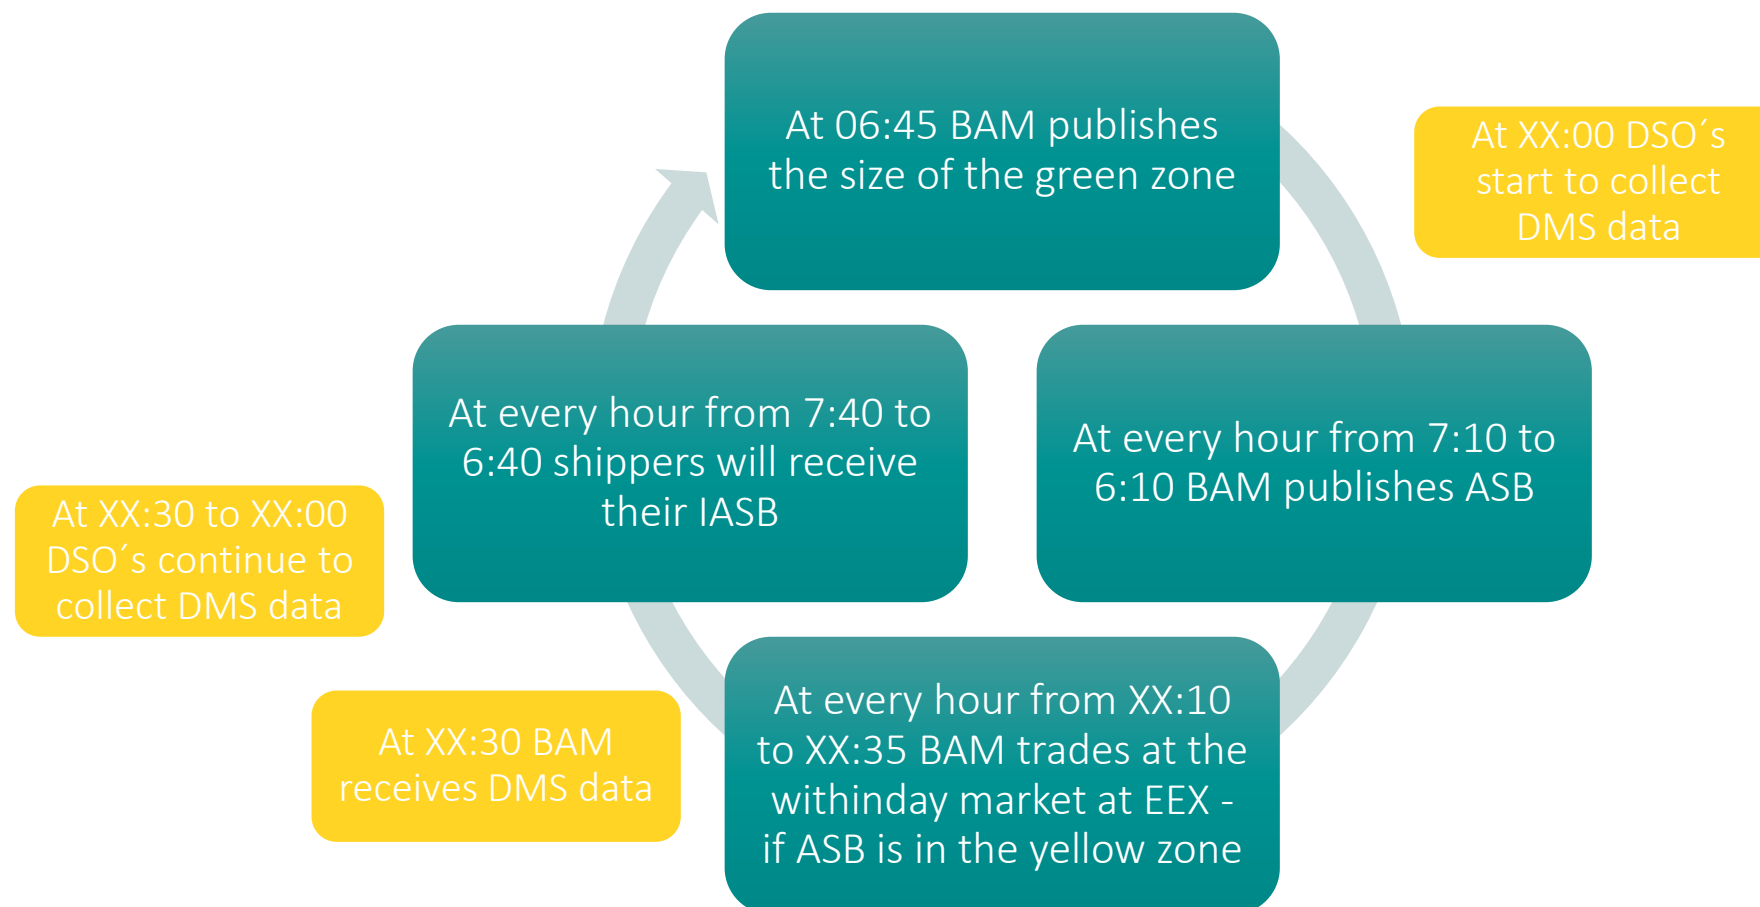 At 06:45 BAM publishes
the size of the green zone
At XX:00 DSO´s
start to collect
DMS data
At every hour from 7:10 to
6:10 BAM publishes ASB
At every hour from XX:10
to XX:35 BAM trades at the
withinday market at EEX -
if ASB is in the yellow zone
At XX:30 BAM
receives DMS data
At every hour from 7:40 to
6:40 shippers will receive
their IASB
At XX:30 to XX:00
DSO´s continue to
collect DMS data